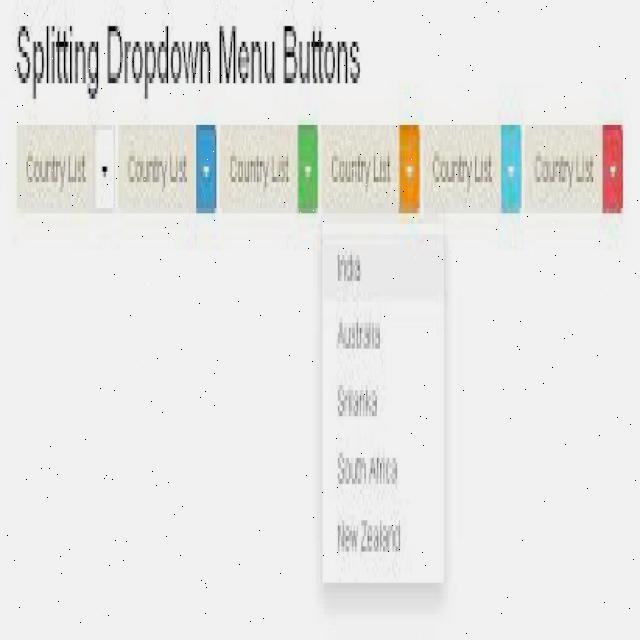 Splitting Dropdown Menu Buttons
Country List Country List Country List Country List Country List Country List
India
Australia
Srilanka
South Africa
New Zealand